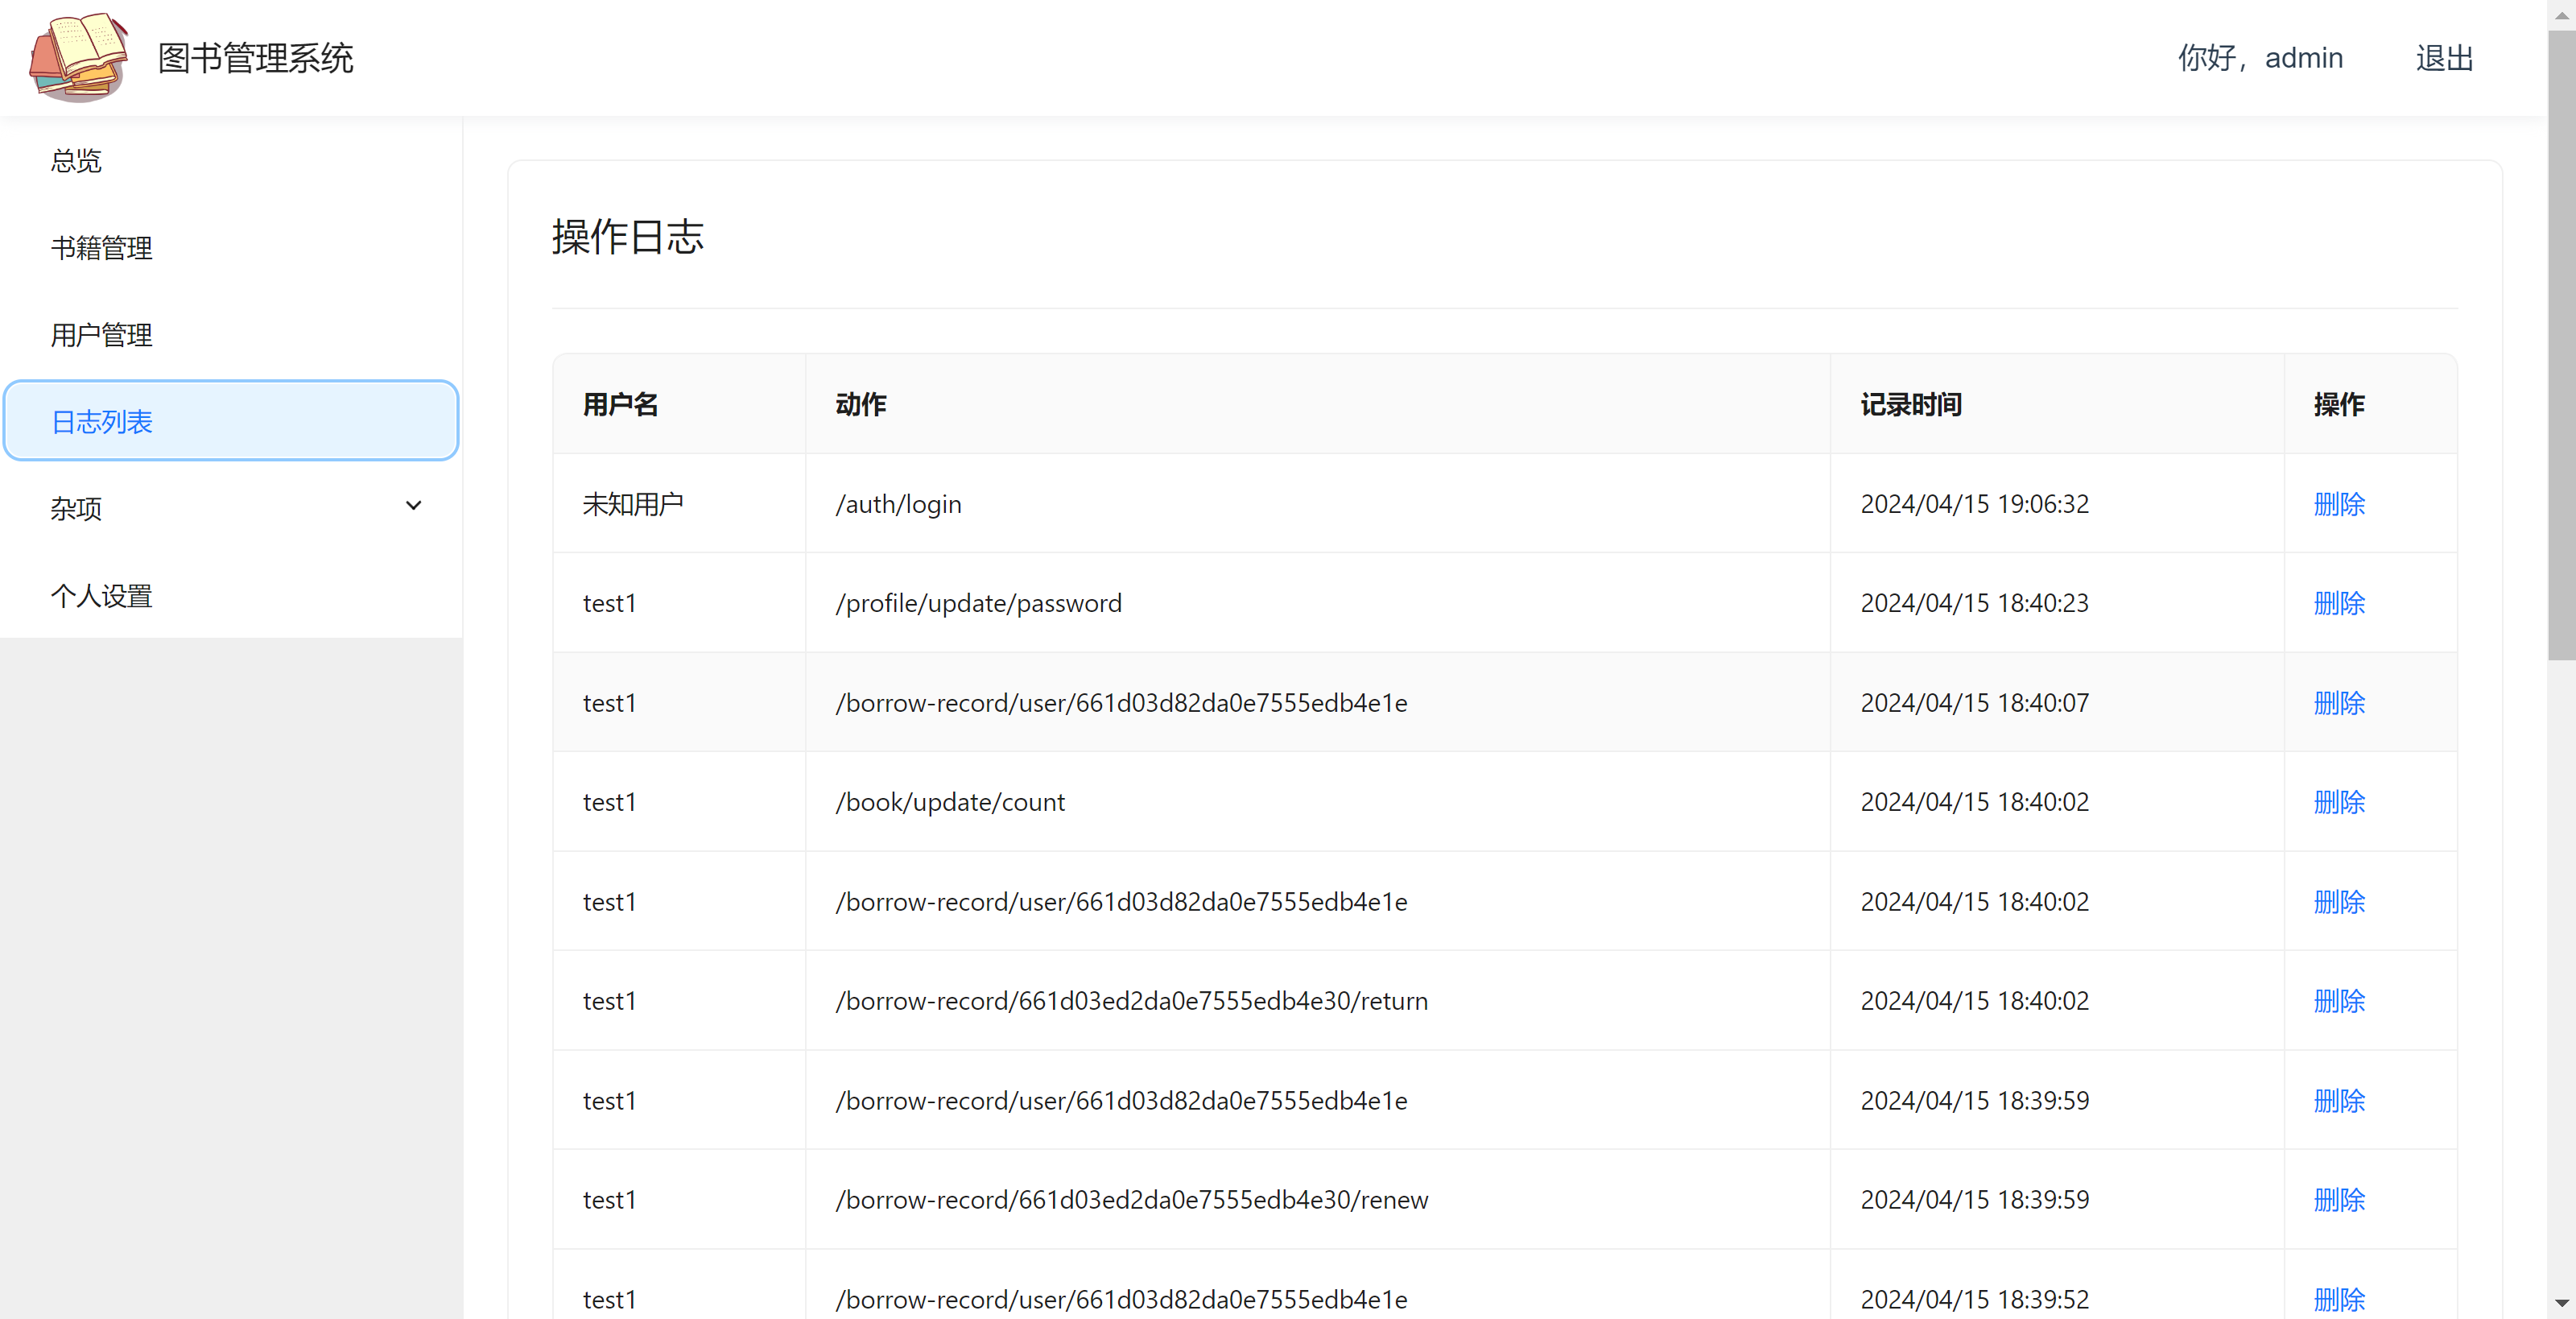 图书管理系统
你好，admin
退出
总览
书籍管理
用户管理
日志列表
杂项
个人设置
操作日志
用户名 动作 记录时间 操作
未知用户 /auth/login 2024/04/15 19:06:32 删除
test1 /profile/update/password 2024/04/15 18:40:23 删除
test1 /borrow-record/user/661d03d82da0e7555edb4e1e 2024/04/15 18:40:07 删除
test1 /book/update/count 2024/04/15 18:40:02 删除
test1 /borrow-record/user/661d03d82da0e7555edb4e1e 2024/04/15 18:40:02 删除
test1 /borrow-record/661d03ed2da0e7555edb4e30/return 2024/04/15 18:40:02 删除
test1 /borrow-record/user/661d03d82da0e7555edb4e1e 2024/04/15 18:39:59 删除
test1 /borrow-record/661d03ed2da0e7555edb4e30/renew 2024/04/15 18:39:59 删除
test1 /borrow-record/user/661d03d82da0e7555edb4e1e 2024/04/15 18:39:52 删除